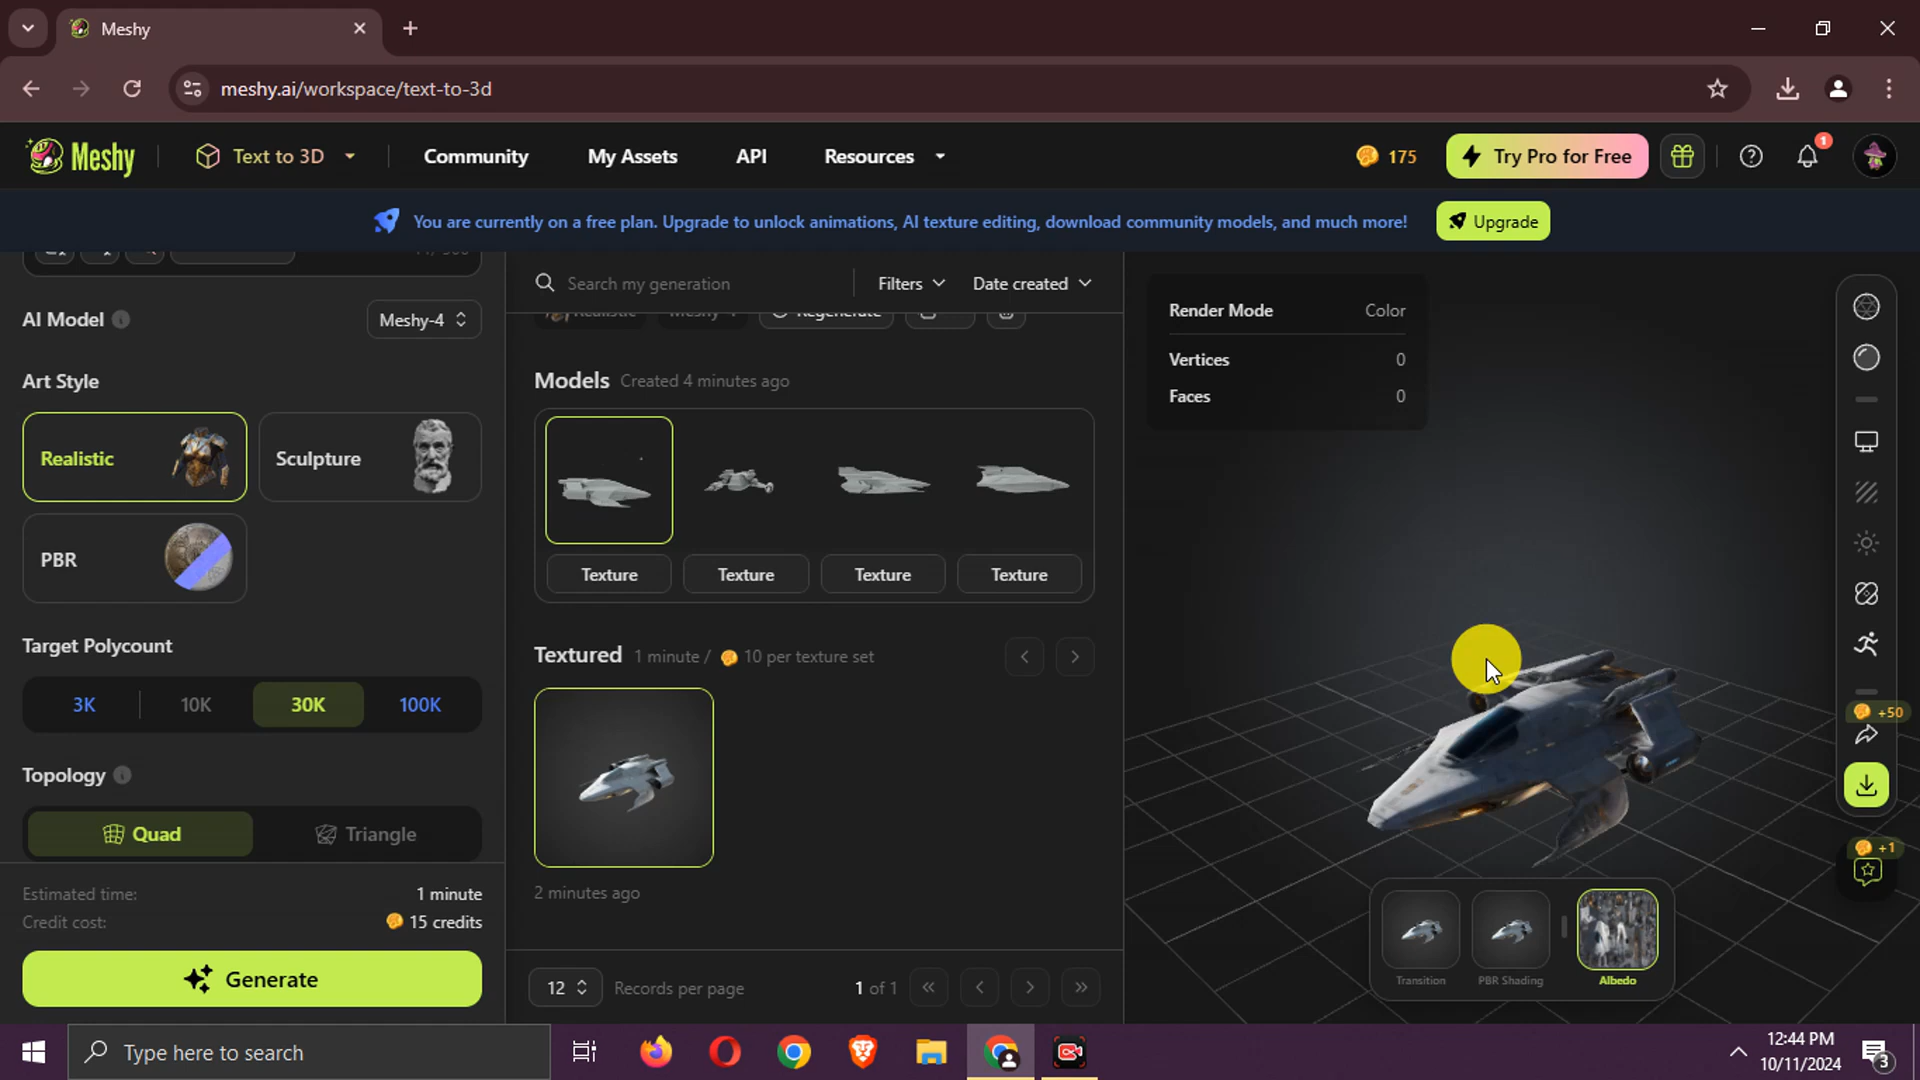 Meshy
meshy.ai/workspace/text-to-3d
Meshy
Text to 3D
Community
My Assets
API
Resources
175
Try Pro for Free
1
You are currently on a free plan. Upgrade to unlock animations, AI texture editing, download community models, and much more!
Upgrade
AI Model
Meshy-4
Art Style
Realistic
Sculpture
PBR
Target Polycount
3K
10K
30K
100K
Topology
Quad
Triangle
Estimated time:
1 minute
Credit cost:
15 credits
Generate
Search my generation
Filters
Date created
Realistic
Regenerate
Models
Created 4 minutes ago
Texture
Texture
Texture
Texture
Textured
1 minute /
10 per texture set
2 minutes ago
12
Records per page
1 of 1
Render Mode
Color
Vertices
0
Faces
0
+50
+1
Transition
PBR Shading
Albedo
Type here to search
12:44 PM
10/11/2024
3